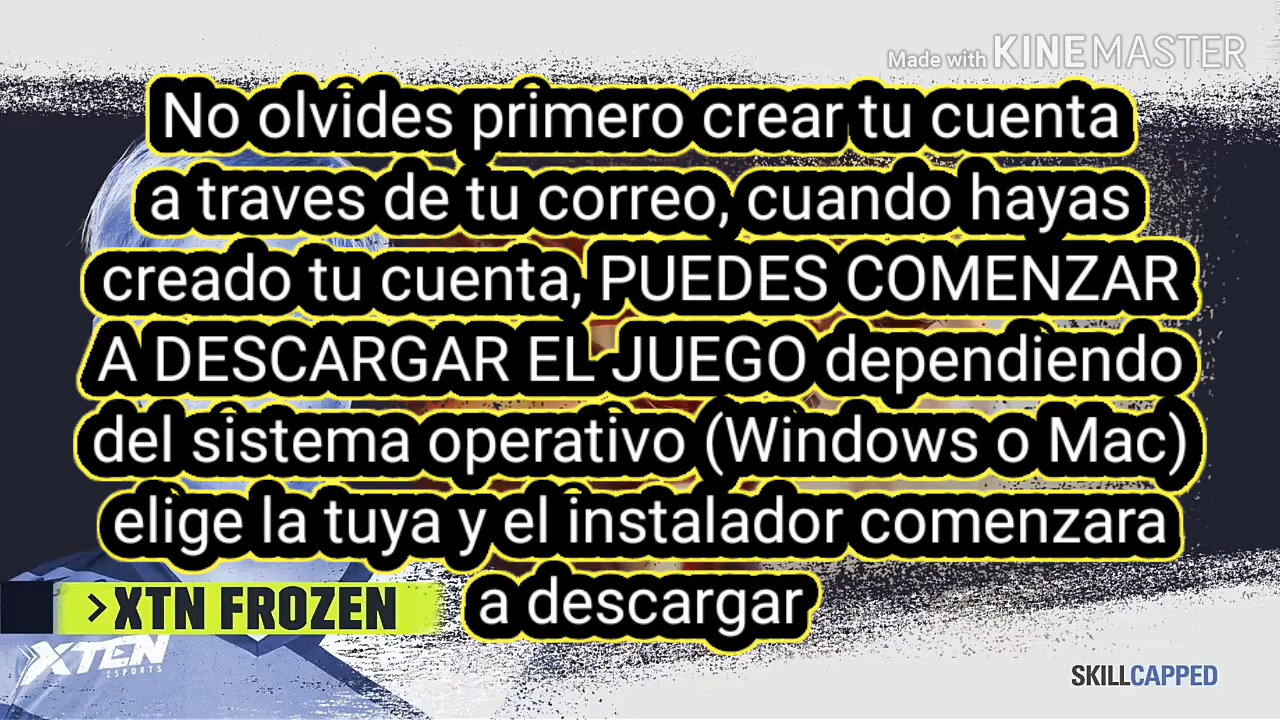 Made with KINEMASTER
No olvides primero crear tu cuenta
a traves de tu correo, cuando hayas
creado tu cuenta, PUEDES COMENZAR
A DESCARGAR EL JUEGO dependiendo
del sistema operativo (Windows o Mac)
elige la tuya y el instalador comenzara
a descargar
>XTN FROZEN
XTEN
ESPORTS
SKILLCAPPED